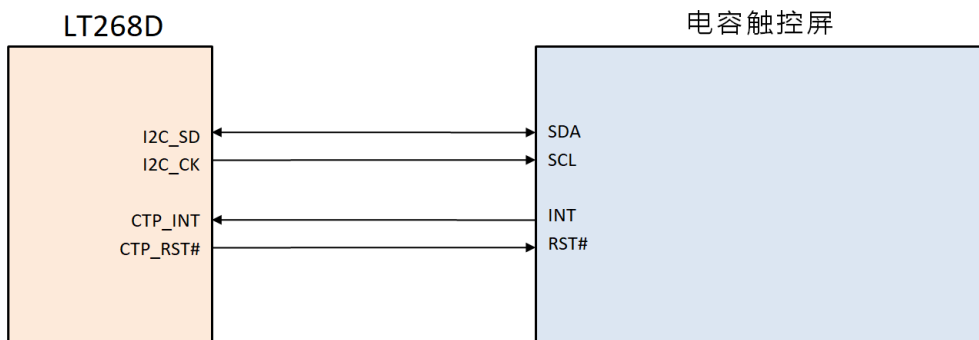 LT268D
电容触控屏
I2C_SD
SDA
I2C_CK
SCL
CTP_INT
INT
CTP_RST#
RST#